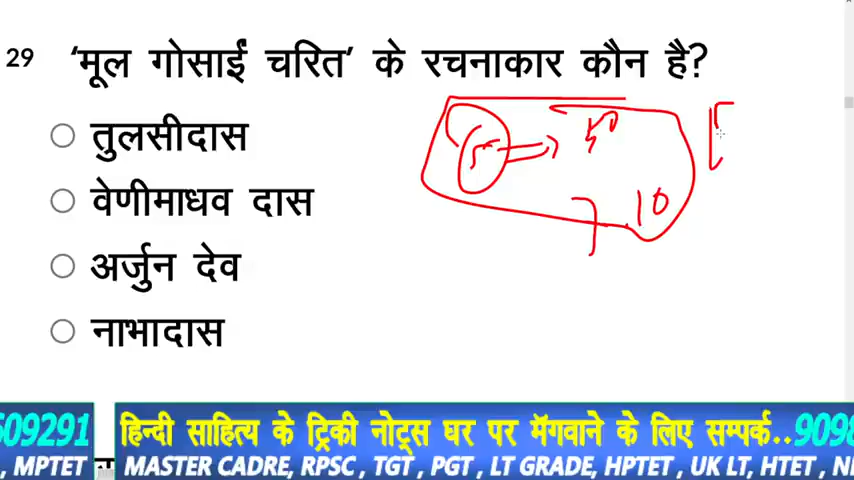 29 'मूल गोसाईं चरित' के रचनाकार कौन है?
तुलसीदास
वेणीमाधव दास
अर्जुन देव
नाभादास
10
609291 हिन्दी साहित्य के ट्रिकी नोट्स घर पर मँगवाने के लिए सम्पर्क..9098
, MPTET MASTER CADRE, RPSC , TGT , PGT , LT GRADE, HPTET , UK LT, HTET ,